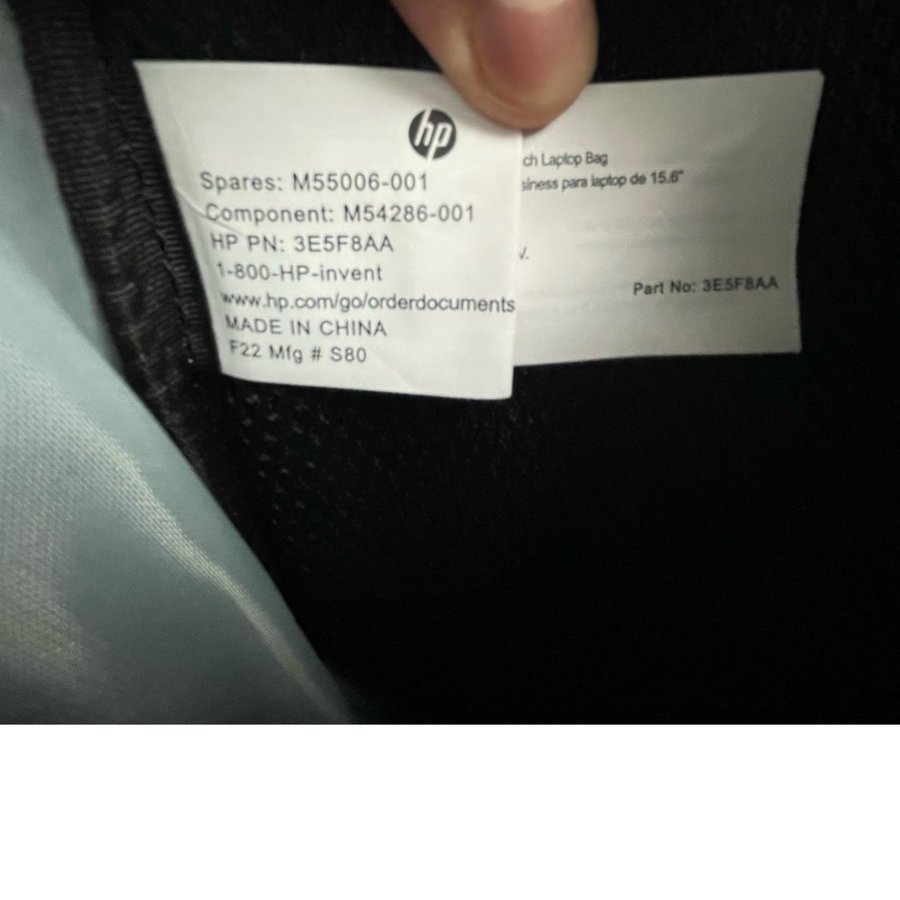 hp
Spares: M55006-001
Component: M54286-001
HP PN: 3E5F8AA
1-800-HP-invent
www.hp.com/go/orderdocuments
MADE IN CHINA
F22 Mfg # S80
ch Laptop Bag
siness para laptop de 15.6"
v.
Part No: 3E5F8AA